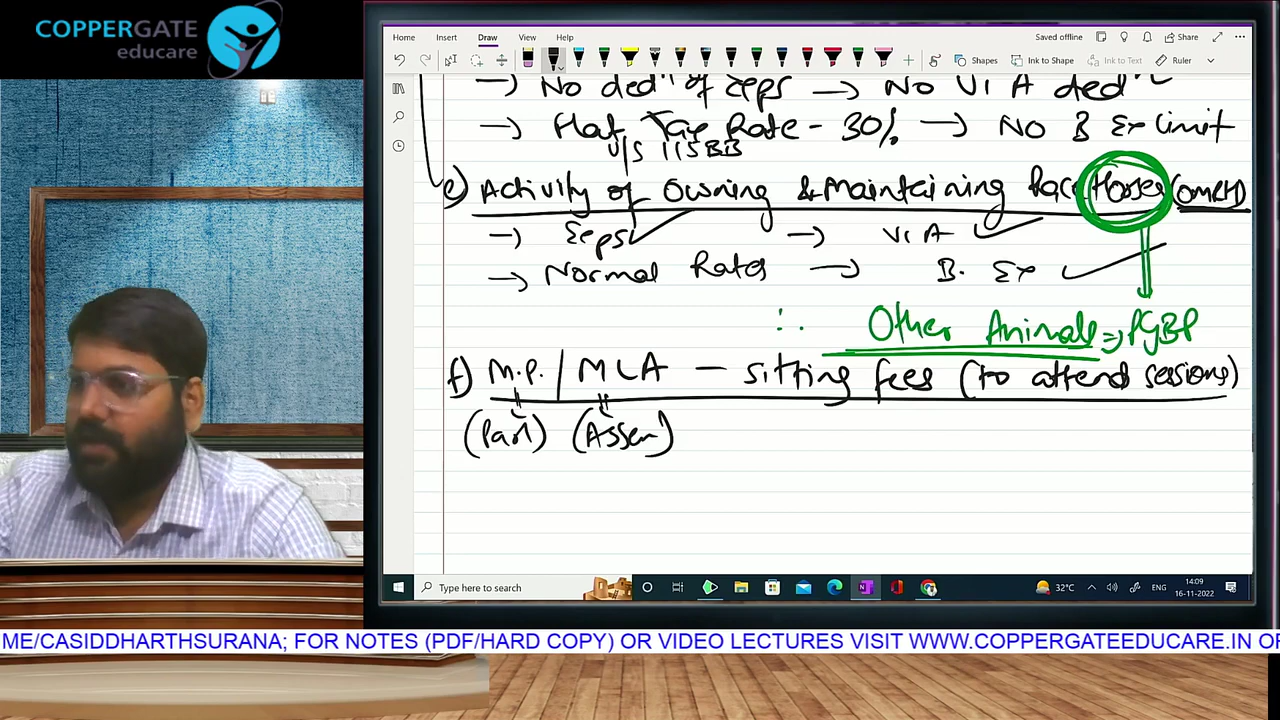 COPPERGATE
educare
Home Insert Draw View Help
Saved offline
Share
Shapes
Ink to Shape
Ink to Text
Ruler
→ No dedn of Exps → No VI A dedn
→ Flat Tax Rate - 30% → No B Ex limit
U/S 115BB
e) Activity of Owning & Maintaining Race Horses (OMRH)
→ Exps ✓ → VI A ✓
→ Normal Rates → B. Ex ✓
∴ Other Animals ⇒ PGBP
f) M.P. / MLA - sitting fees (to attend sessions)
(Parl) (Assem)
Type here to search
32°C
ENG
14:09
16-11-2022
ME/CASIDDHARTHSURANA; FOR NOTES (PDF/HARD COPY) OR VIDEO LECTURES VISIT WWW.COPPERGATEEDUCARE.IN OF